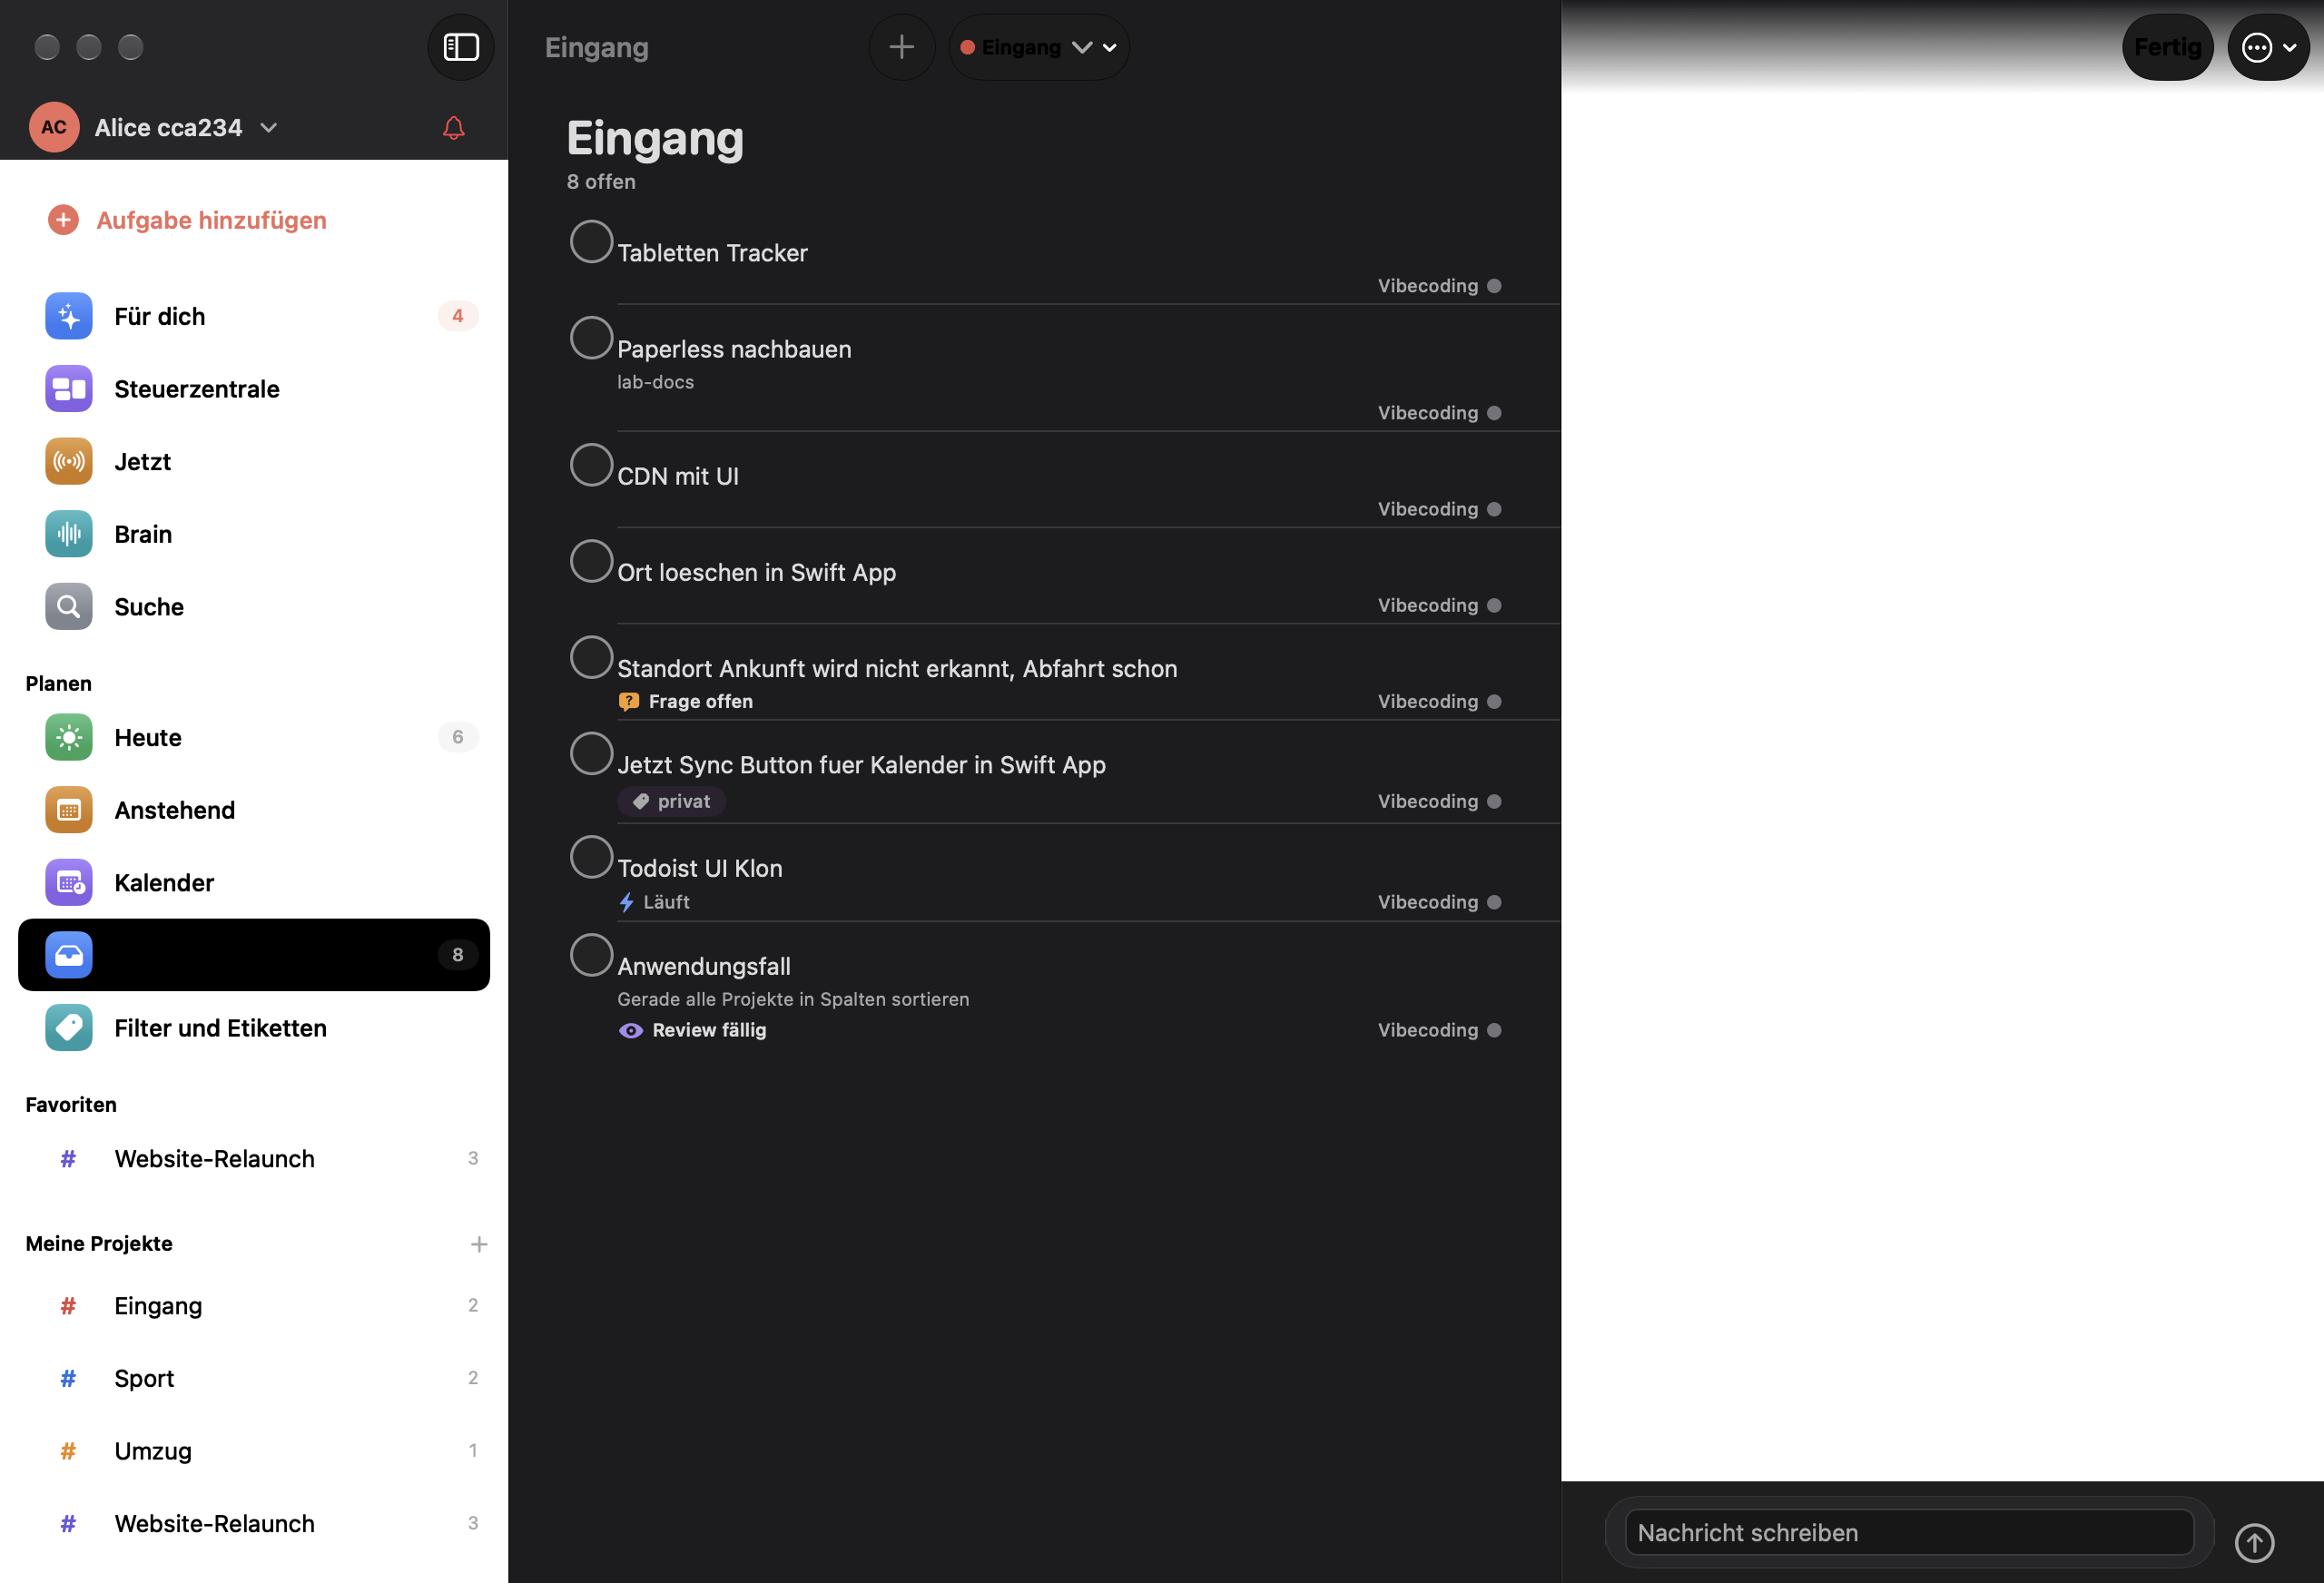 AC Alice cca234
Aufgabe hinzufügen
Für dich 4
Steuerzentrale
Jetzt
Brain
Suche
Planen
Heute 6
Anstehend
Kalender
8
Filter und Etiketten
Favoriten
# Website-Relaunch 3
Meine Projekte +
# Eingang 2
# Sport 2
# Umzug 1
# Website-Relaunch 3
Eingang
Eingang
Eingang
8 offen
Tabletten Tracker
Vibecoding
Paperless nachbauen
lab-docs
Vibecoding
CDN mit UI
Vibecoding
Ort loeschen in Swift App
Vibecoding
Standort Ankunft wird nicht erkannt, Abfahrt schon
Frage offen Vibecoding
Jetzt Sync Button fuer Kalender in Swift App
privat Vibecoding
Todoist UI Klon
Läuft Vibecoding
Anwendungsfall
Gerade alle Projekte in Spalten sortieren
Review fällig Vibecoding
Fertig
Nachricht schreiben